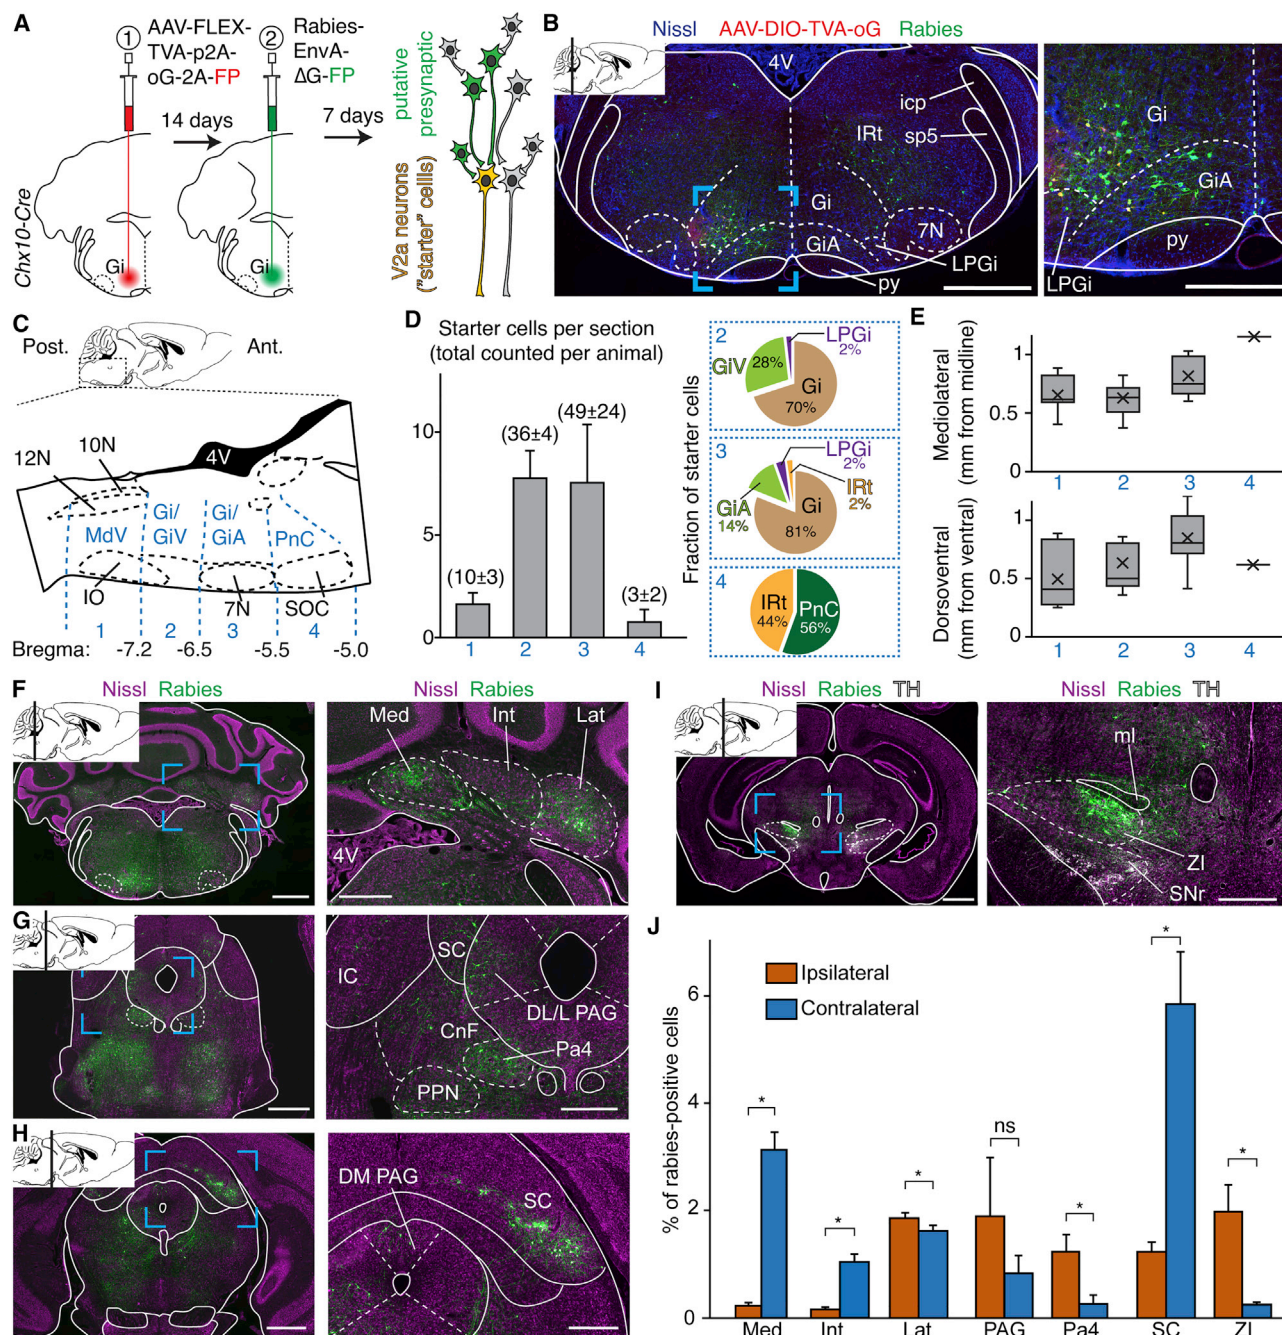 A
1
AAV-FLEX-
TVA-p2A-
oG-2A-FP
2
Rabies-
EnvA-
ΔG-FP
14 days
7 days
Chx10-Cre
Gi
Gi
putative
presynaptic
V2a neurons
("starter" cellls)
B
Nissl AAV-DIO-TVA-oG Rabies
4V
icp
sp5
IRt
Gi
GiA
7N
LPGi
py
Gi
GiA
LPGi
py
C
Post. Ant.
12N
10N
4V
MdV
Gi/
GiV
Gi/
GiA
PnC
IO
7N
SOC
1 2 3 4
Bregma: -7.2 -6.5 -5.5 -5.0
D
Starter cells per section
(total counted per animal)
10
5
0
(10±3)
(36±4)
(49±24)
(3±2)
1 2 3 4
Fraction of starter cells
2
LPGi
2%
GiV
28%
Gi
70%
3
LPGi
2%
IRt
2%
GiA
14%
Gi
81%
4
IRt
44%
PnC
56%
E
Mediolateral
(mm from midline)
1
0.5
0
1 2 3 4
Dorsoventral
(mm from ventral)
1
0.5
0
1 2 3 4
F
Nissl Rabies
Nissl Rabies
Med
Int
Lat
4V
G
IC
SC
DL/L PAG
CnF
Pa4
PPN
H
DM PAG
SC
I
Nissl Rabies TH
Nissl Rabies TH
ml
ZI
SNr
J
% of rabies-positive cells
6
4
2
0
Ipsilateral
Contralateral
*
*
*
ns
*
*
*
Med Int Lat PAG Pa4 SC ZI